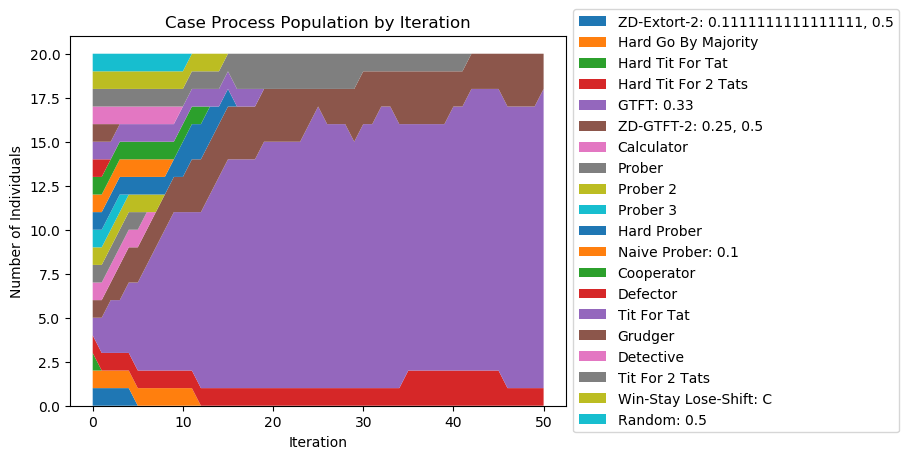 Case Process Population by Iteration
20.0
17.5
15.0
12.5
10.0
7.5
5.0
2.5
0.0
Number of Individuals
0 10 20 30 40 50
Iteration
ZD-Extort-2: 0.1111111111111111, 0.5
Hard Go By Majority
Hard Tit For Tat
Hard Tit For 2 Tats
GTFT: 0.33
ZD-GTFT-2: 0.25, 0.5
Calculator
Prober
Prober 2
Prober 3
Hard Prober
Naive Prober: 0.1
Cooperator
Defector
Tit For Tat
Grudger
Detective
Tit For 2 Tats
Win-Stay Lose-Shift: C
Random: 0.5